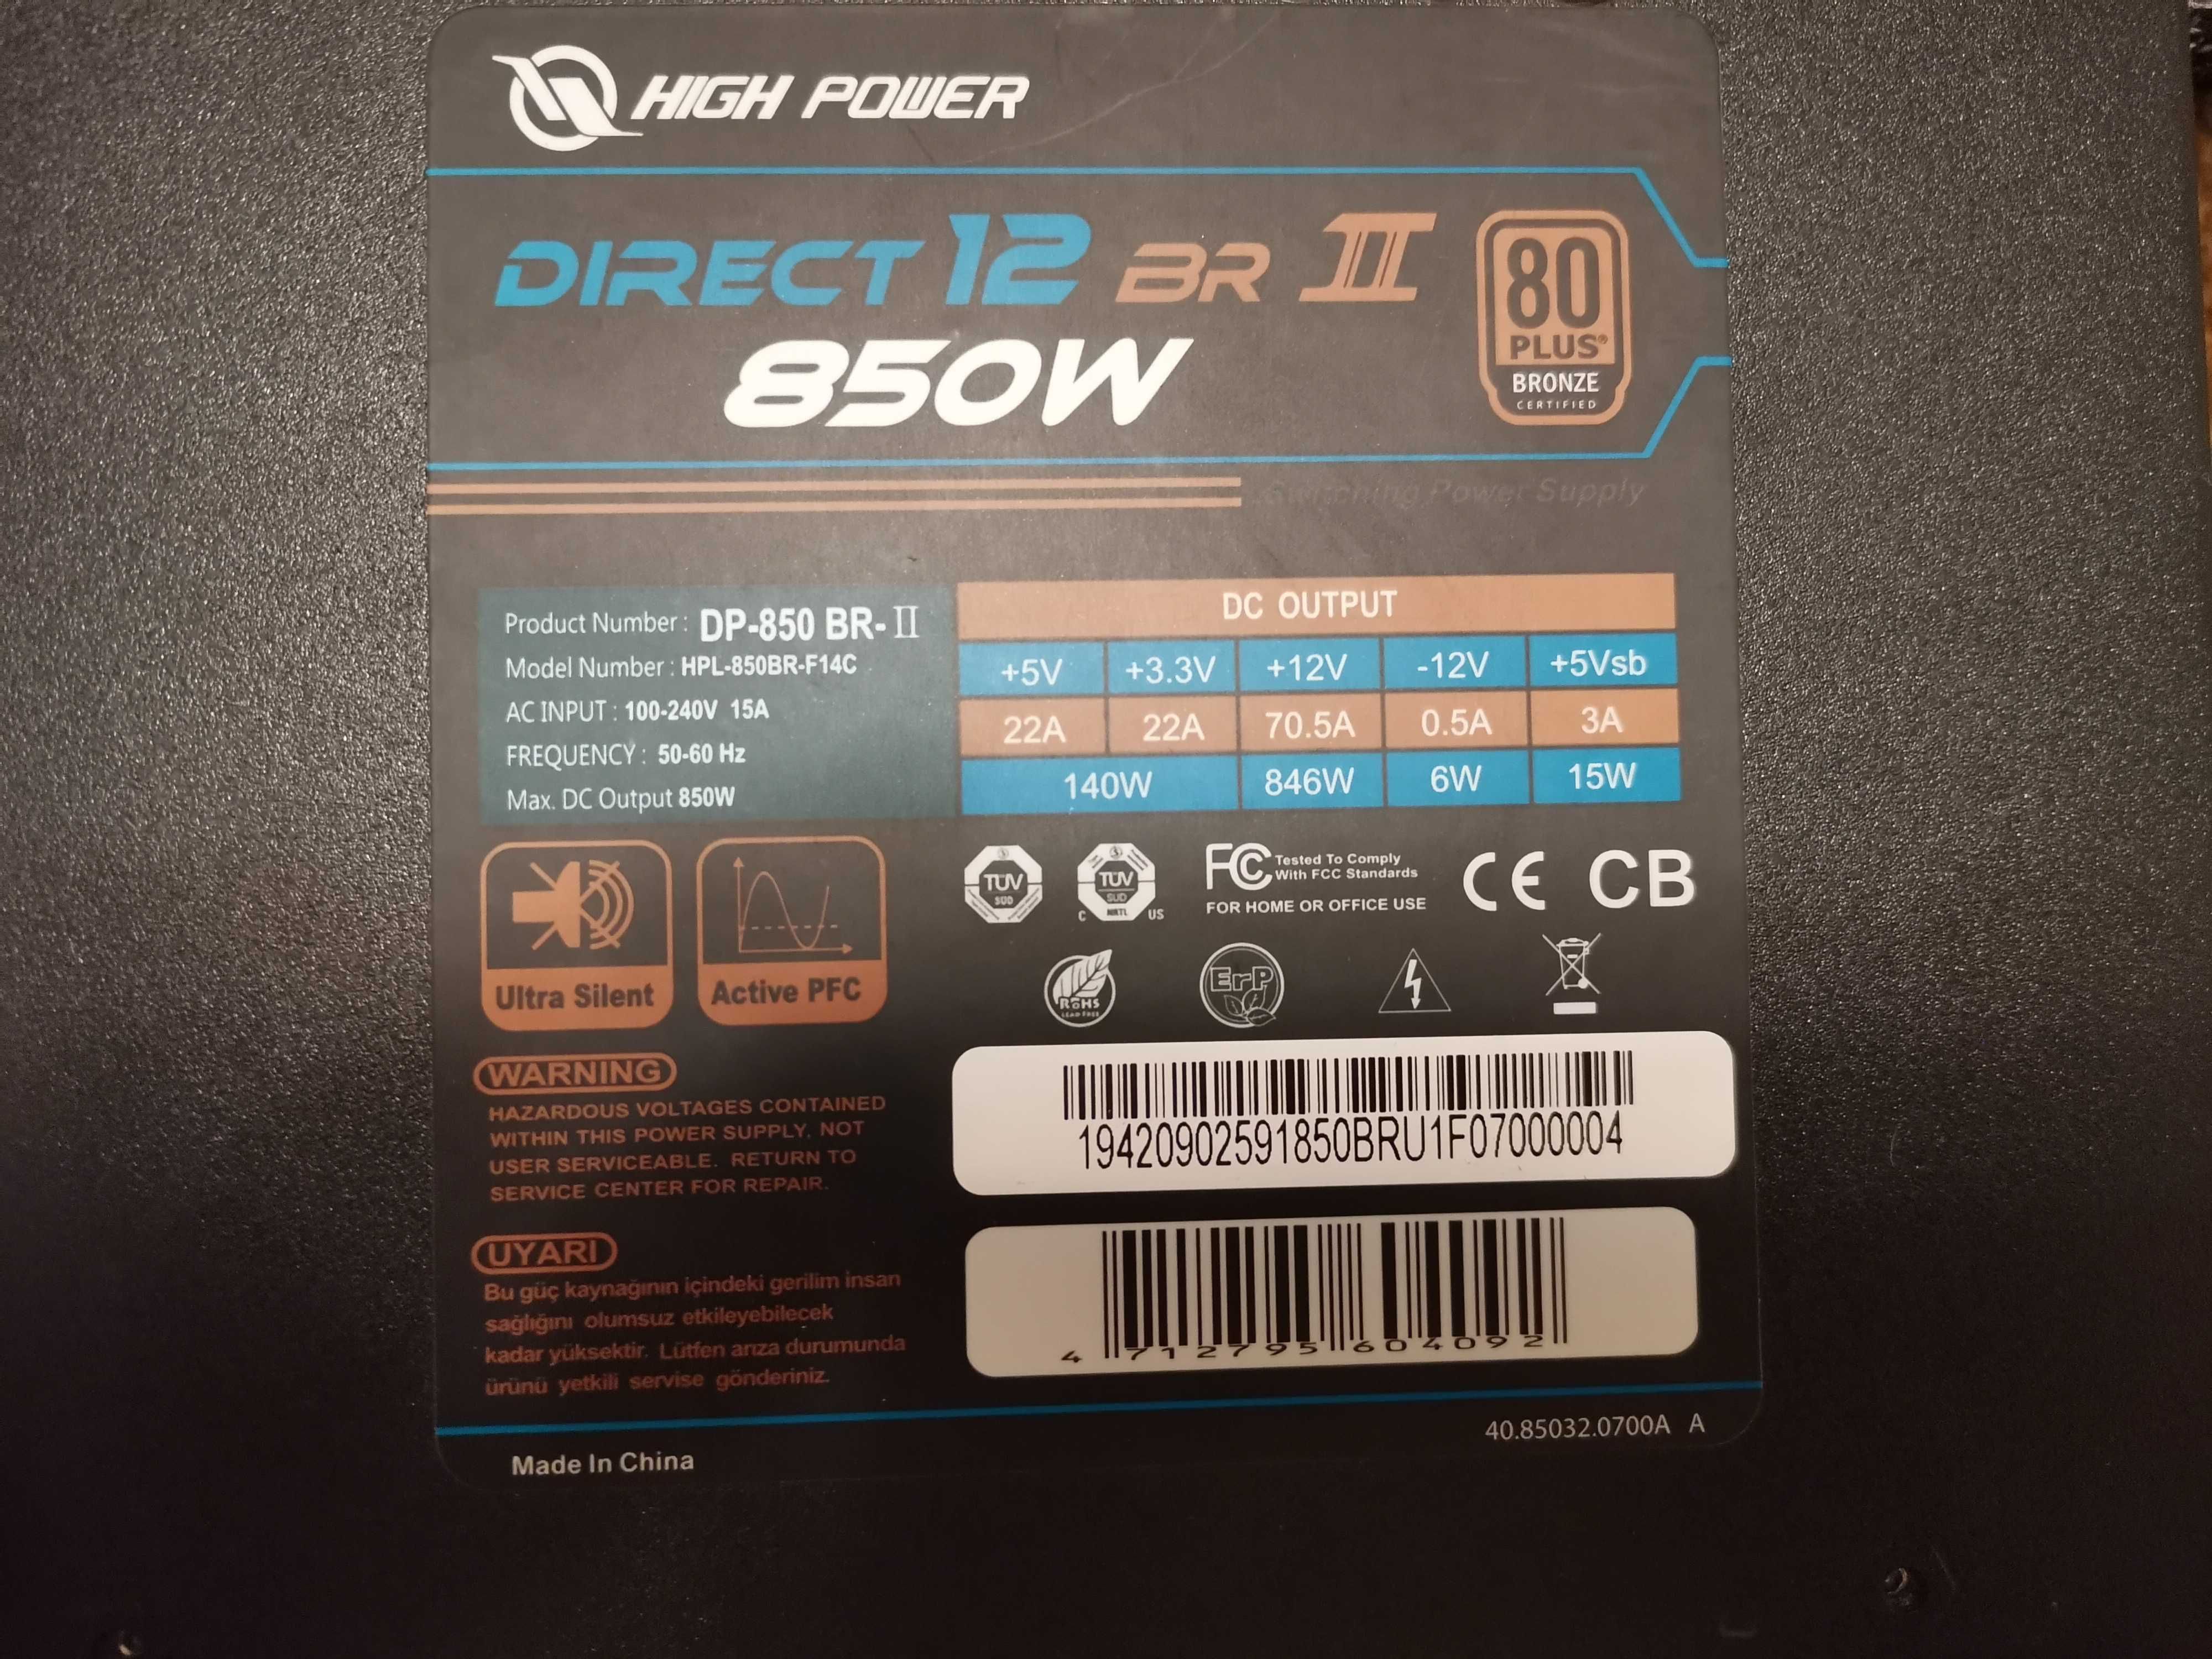 HIGH POWER
DIRECT 12 BR II
850W
80
PLUS®
BRONZE
CERTIFIED
Switching Power Supply
Product Number : DP-850 BR-II
Model Number : HPL-850BR-F14C
AC INPUT : 100-240V 15A
FREQUENCY : 50-60 Hz
Max. DC Output 850W
DC OUTPUT
+5V +3.3V +12V -12V +5Vsb
22A 22A 70.5A 0.5A 3A
140W 846W 6W 15W
Ultra Silent
Active PFC
TÜV
SÜD
TÜV
SUD
NRTL
C US
FC Tested To Comply
With FCC Standards
FOR HOME OR OFFICE USE
CE CB
RoHS
LEAD FREE
ErP
WARNING
HAZARDOUS VOLTAGES CONTAINED
WITHIN THIS POWER SUPPLY, NOT
USER SERVICEABLE. RETURN TO
SERVICE CENTER FOR REPAIR.
19420902591850BRU1F07000004
UYARI
Bu güç kaynağının içindeki gerilim insan
sağlığını olumsuz etkileyebilecek
kadar yüksektir. Lütfen arıza durumunda
ürünü yetkili servise gönderiniz.
4 712795 604092
40.85032.0700A A
Made In China